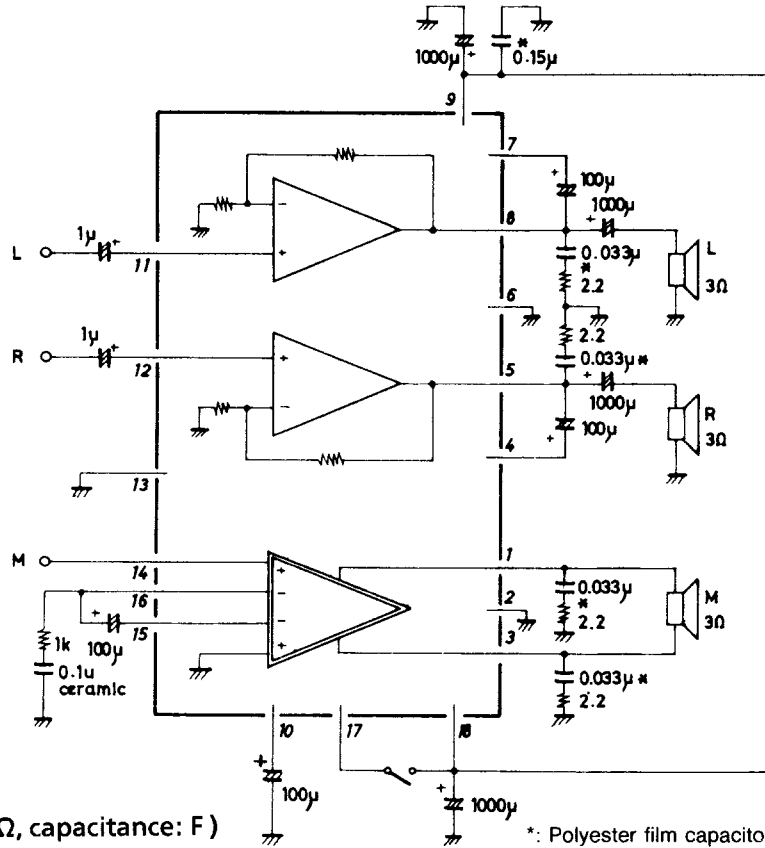 1000μ +
*
0.15μ
9
7
+ 100μ
1000μ
+
8
L
1μ +
11
0.033μ
*
2.2
L
3Ω
6
R
1μ +
12
2.2
0.033μ*
5
+
1000μ
100μ
+
4
R
3Ω
13
M
14
16
+
100μ
15
1k
0.1u
ceramic
+
−
−
+
+
−
+
−
1
0.033μ
*
2.2
2
3
M
3Ω
0.033μ*
2.2
10
17
18
+
100μ
+
1000μ
Ω, capacitance: F )
*: Polyester film capacito